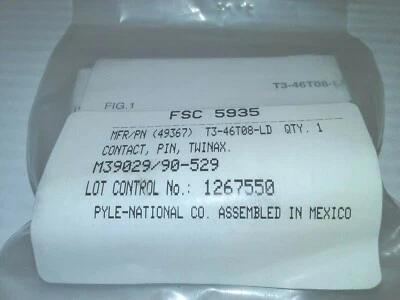 T3-46T08-LD
FIG.1
FSC 5935
MFR/PN (49367) T3-46T08-LD QTY. 1
CONTACT, PIN, TWINAX.
M39029/90-529
LOT CONTROL No.: 1267550
PYLE-NATIONAL CO. ASSEMBLED IN MEXICO